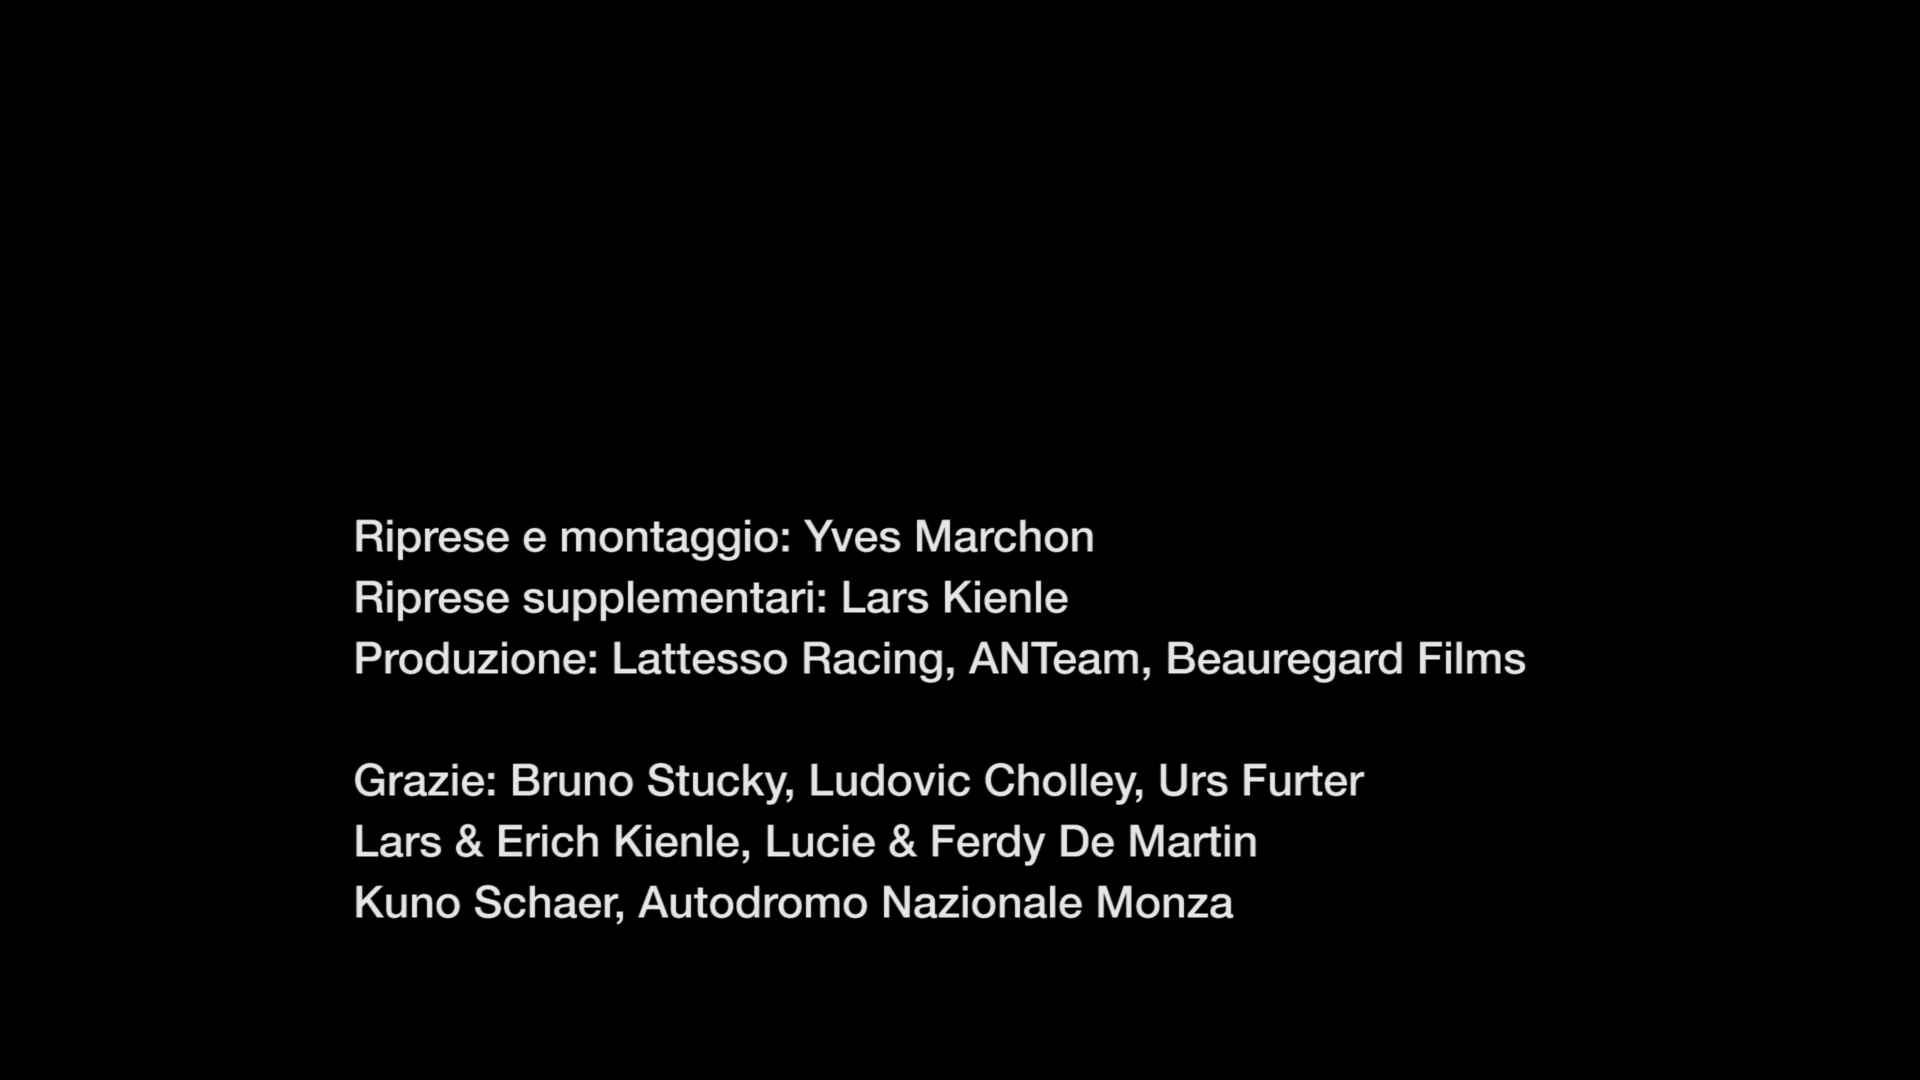 Riprese e montaggio: Yves Marchon
Riprese supplementari: Lars Kienle
Produzione: Lattesso Racing, ANTeam, Beauregard Films
Grazie: Bruno Stucky, Ludovic Cholley, Urs Furter
Lars & Erich Kienle, Lucie & Ferdy De Martin
Kuno Schaer, Autodromo Nazionale Monza